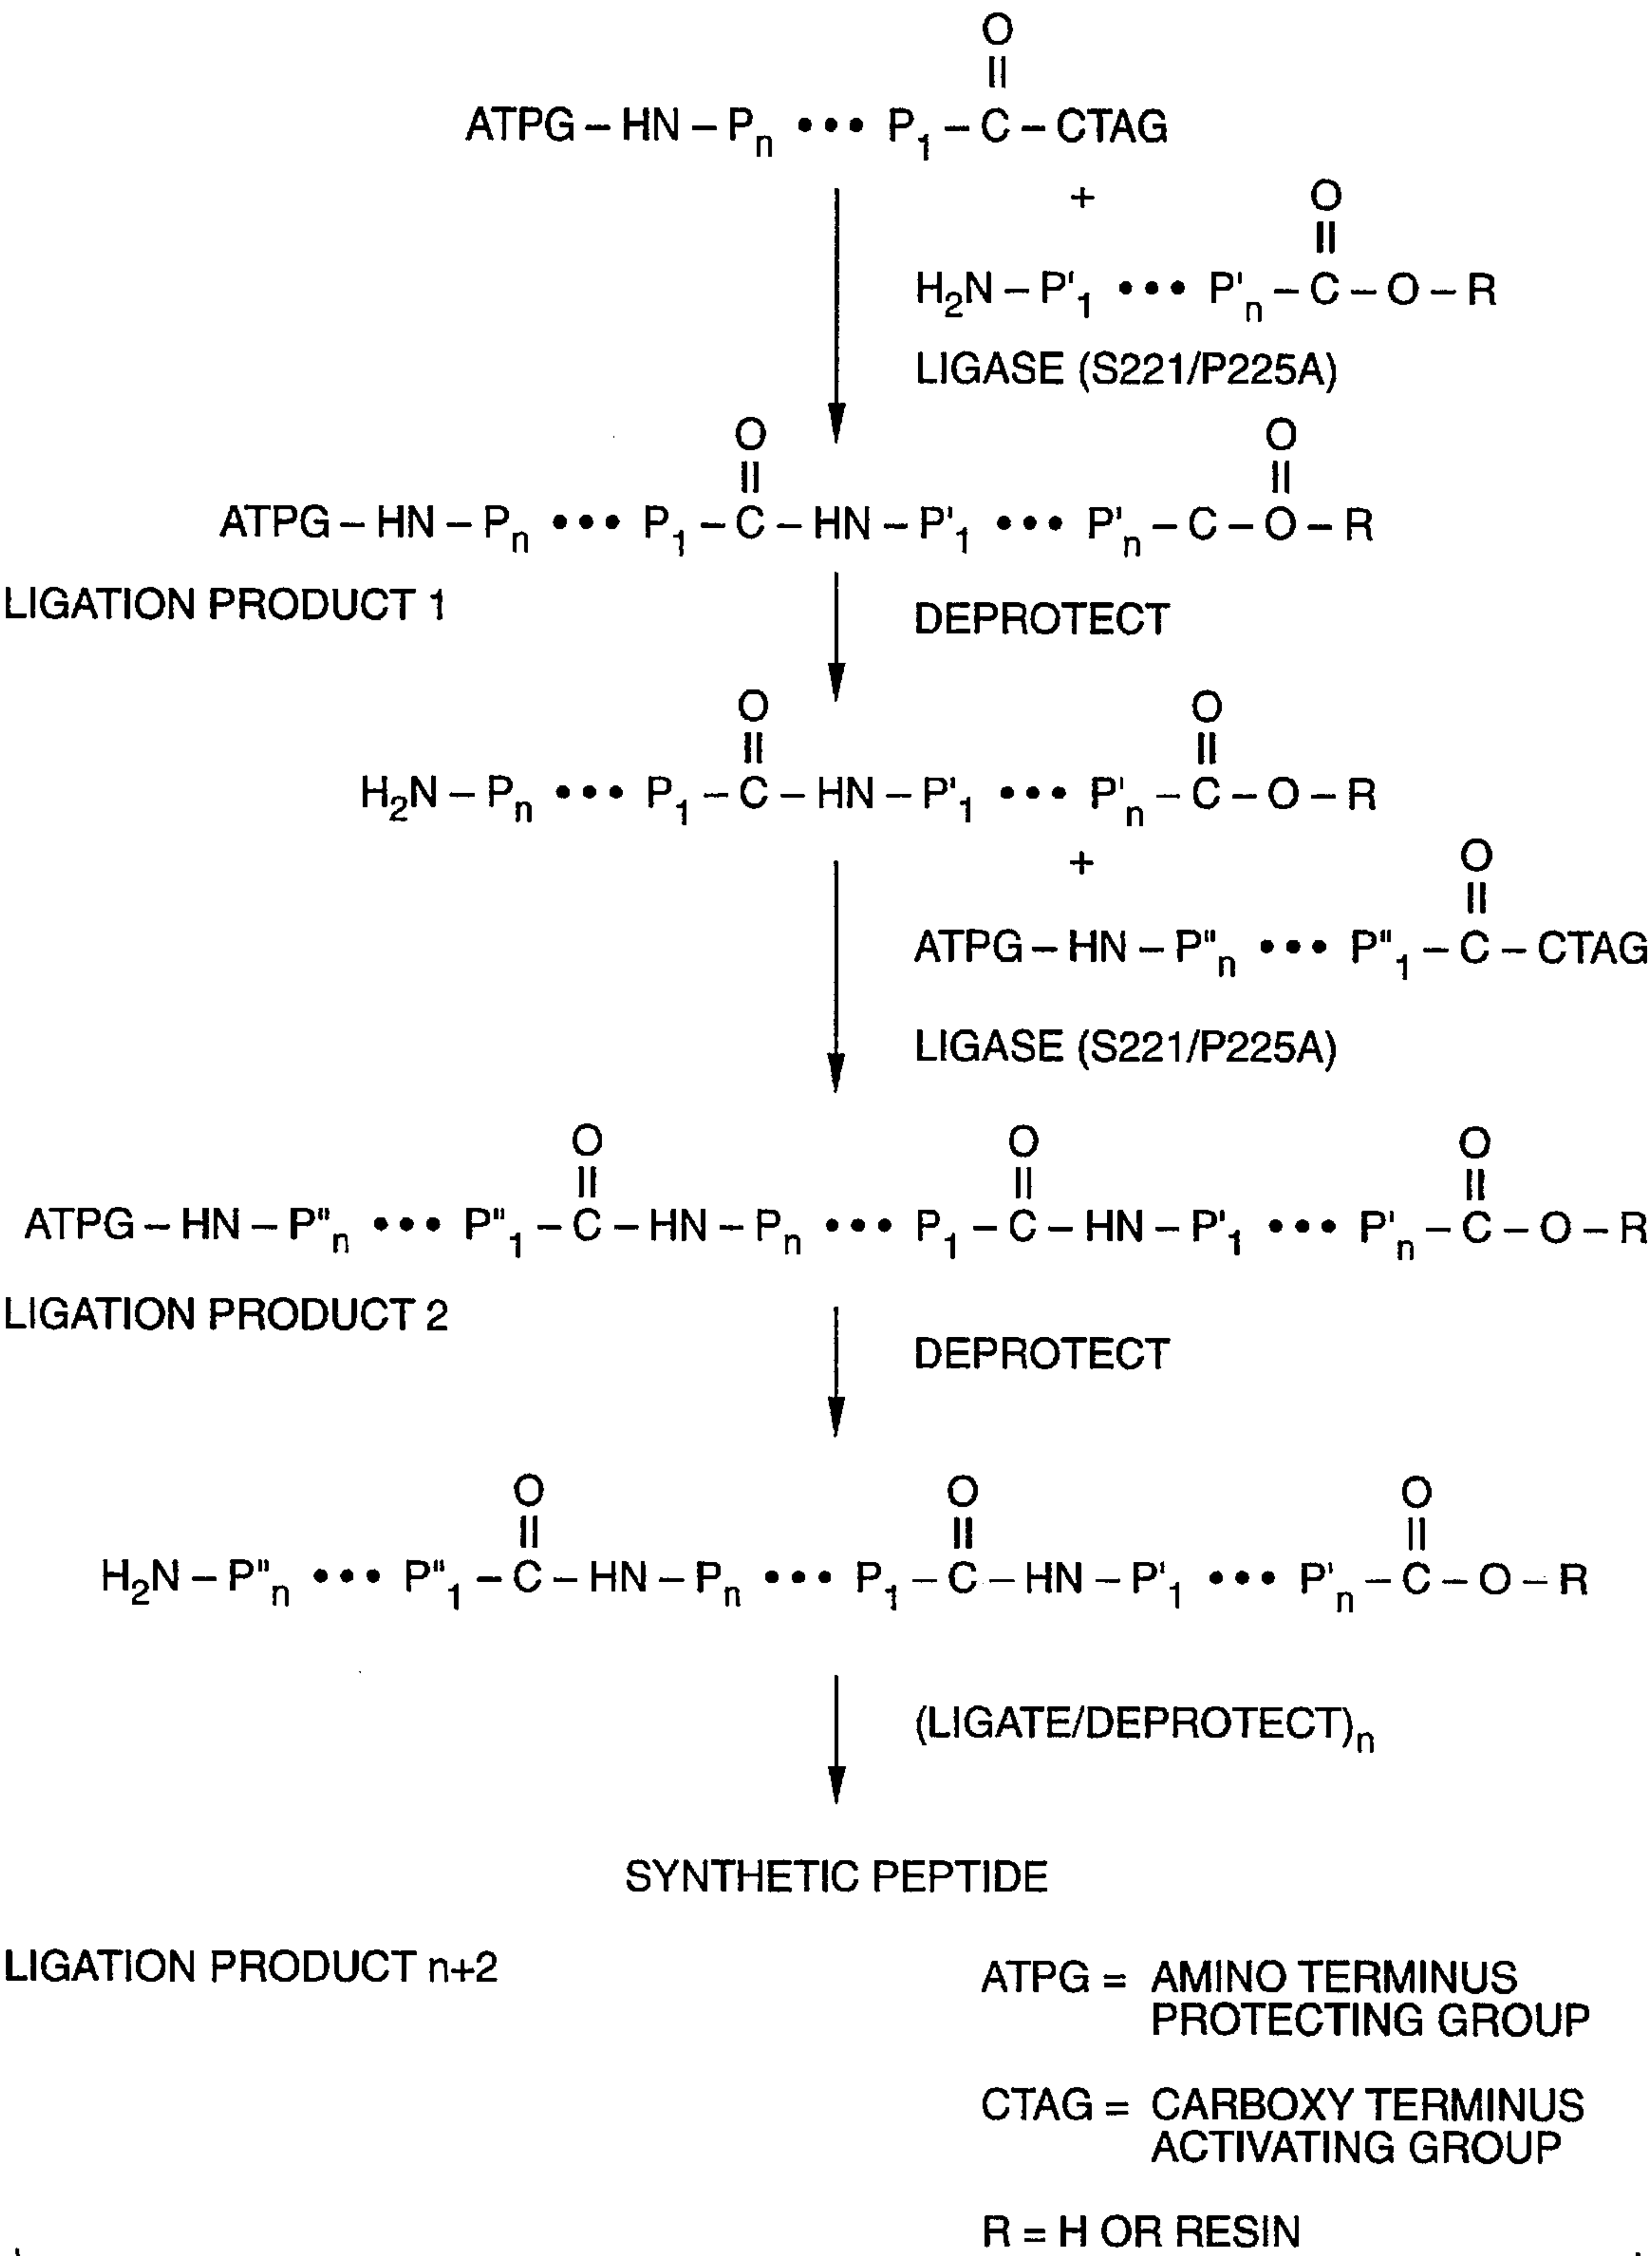 O
||
ATPG – HN – Pn ••• P1 – C – CTAG
+
O
||
H2N – P'1 ••• P'n – C – O – R
LIGASE (S221/P225A)
O O
|| ||
ATPG – HN – Pn ••• P1 – C – HN – P'1 ••• P'n – C – O – R
LIGATION PRODUCT 1
DEPROTECT
O O
|| ||
H2N – Pn ••• P1 – C – HN – P'1 ••• P'n – C – O – R
+
O
||
ATPG – HN – P"n ••• P"1 – C – CTAG
LIGASE (S221/P225A)
O O O
|| || ||
ATPG – HN – P"n ••• P"1 – C – HN – Pn ••• P1 – C – HN – P'1 ••• P'n – C – O – R
LIGATION PRODUCT 2
DEPROTECT
O O O
|| || ||
H2N – P"n ••• P"1 – C – HN – Pn ••• P1 – C – HN – P'1 ••• P'n – C – O – R
(LIGATE/DEPROTECT)n
SYNTHETIC PEPTIDE
LIGATION PRODUCT n+2
ATPG = AMINO TERMINUS
PROTECTING GROUP
CTAG = CARBOXY TERMINUS
ACTIVATING GROUP
R = H OR RESIN